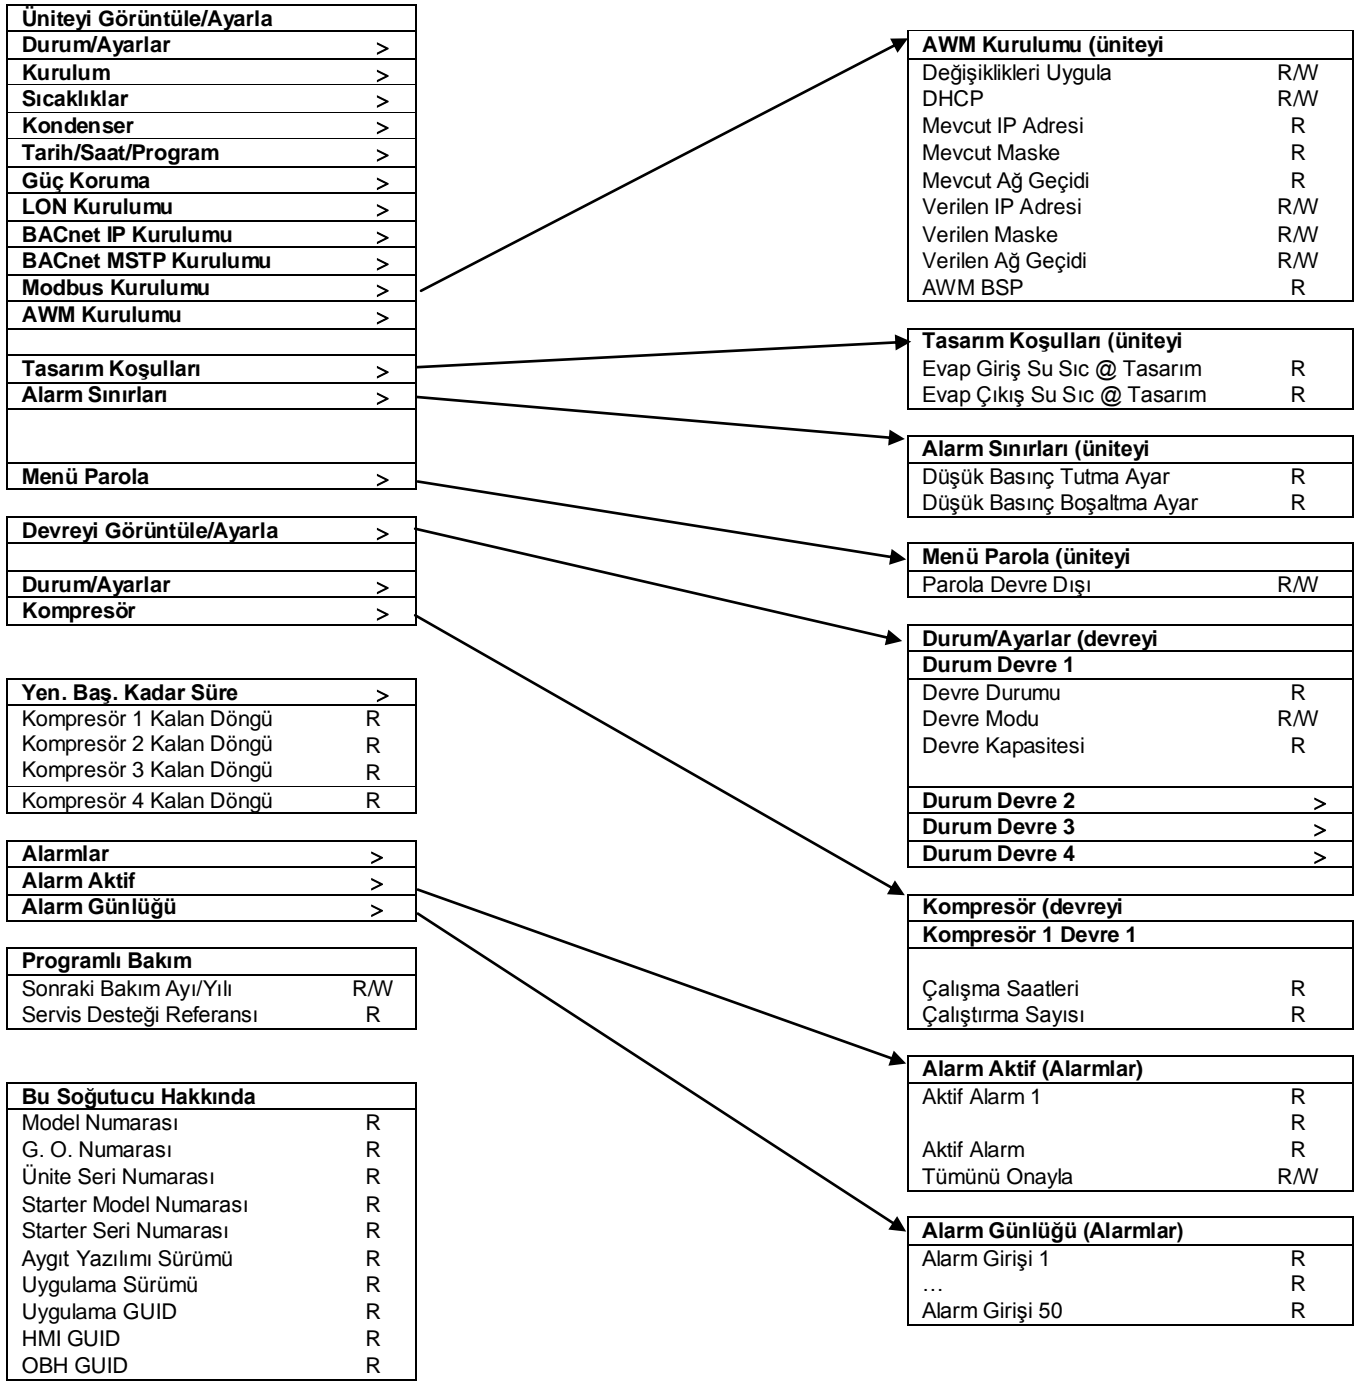 Üniteyi Görüntüle/Ayarla
Durum/Ayarlar >
Kurulum >
Sıcaklıklar >
Kondenser >
Tarih/Saat/Program >
Güç Koruma >
LON Kurulumu >
BACnet IP Kurulumu >
BACnet MSTP Kurulumu >
Modbus Kurulumu >
AWM Kurulumu >
Tasarım Koşulları >
Alarm Sınırları >
Menü Parola >
Devreyi Görüntüle/Ayarla >
Durum/Ayarlar >
Kompresör >
Yen. Baş. Kadar Süre >
Kompresör 1 Kalan Döngü R
Kompresör 2 Kalan Döngü R
Kompresör 3 Kalan Döngü R
Kompresör 4 Kalan Döngü R
Alarmlar >
Alarm Aktif >
Alarm Günlüğü >
Programlı Bakım
Sonraki Bakım Ayı/Yılı R/W
Servis Desteği Referansı R
Bu Soğutucu Hakkında
Model Numarası R
G. O. Numarası R
Ünite Seri Numarası R
Starter Model Numarası R
Starter Seri Numarası R
Aygıt Yazılımı Sürümü R
Uygulama Sürümü R
Uygulama GUID R
HMI GUID R
OBH GUID R
AWM Kurulumu (üniteyi
Değişiklikleri Uygula R/W
DHCP R/W
Mevcut IP Adresi R
Mevcut Maske R
Mevcut Ağ Geçidi R
Verilen IP Adresi R/W
Verilen Maske R/W
Verilen Ağ Geçidi R/W
AWM BSP R
Tasarım Koşulları (üniteyi
Evap Giriş Su Sıc @ Tasarım R
Evap Çıkış Su Sıc @ Tasarım R
Alarm Sınırları (üniteyi
Düşük Basınç Tutma Ayar R
Düşük Basınç Boşaltma Ayar R
Menü Parola (üniteyi
Parola Devre Dışı R/W
Durum/Ayarlar (devreyi
Durum Devre 1
Devre Durumu R
Devre Modu R/W
Devre Kapasitesi R
Durum Devre 2 >
Durum Devre 3 >
Durum Devre 4 >
Kompresör (devreyi
Kompresör 1 Devre 1
Çalışma Saatleri R
Çalıştırma Sayısı R
Alarm Aktif (Alarmlar)
Aktif Alarm 1 R
R
Aktif Alarm R
Tümünü Onayla R/W
Alarm Günlüğü (Alarmlar)
Alarm Girişi 1 R
… R
Alarm Girişi 50 R